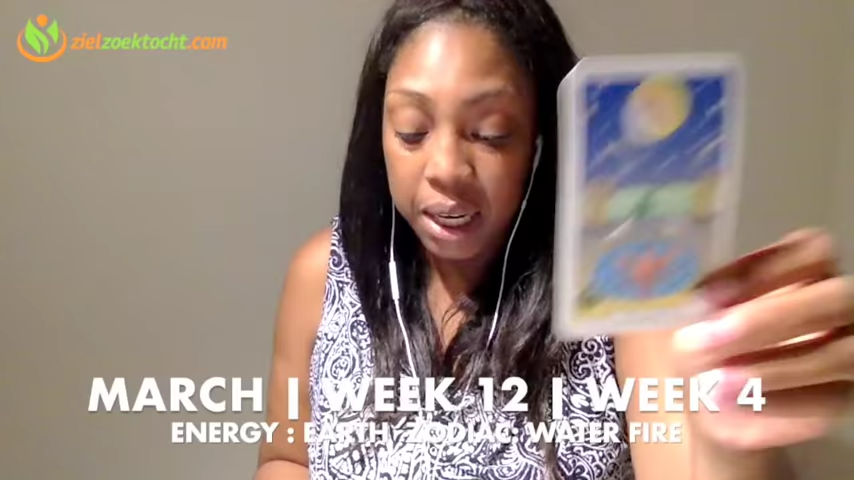 zielzoektocht.com
MARCH | WEEK 12 | WEEK 4
ENERGY : EARTH ZODIAC: WATER FIRE